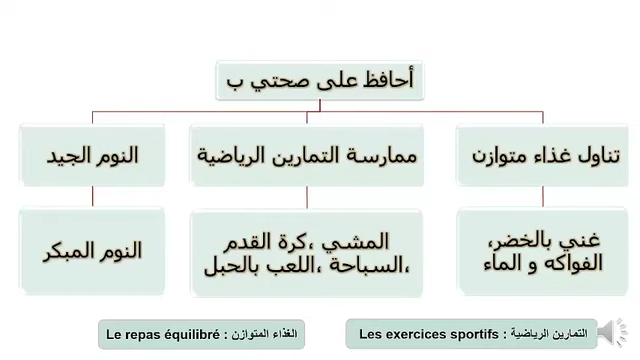 أحافظ على صحتي ب
تناول غذاء متوازن
ممارسة التمارين الرياضية
النوم الجيد
غني بالخضر،
الفواكه و الماء
المشي ،كرة القدم
،السباحة ،اللعب بالحبل
النوم المبكر
Les exercices sportifs : التمارين الرياضية
Le repas équilibré : الغذاء المتوازن